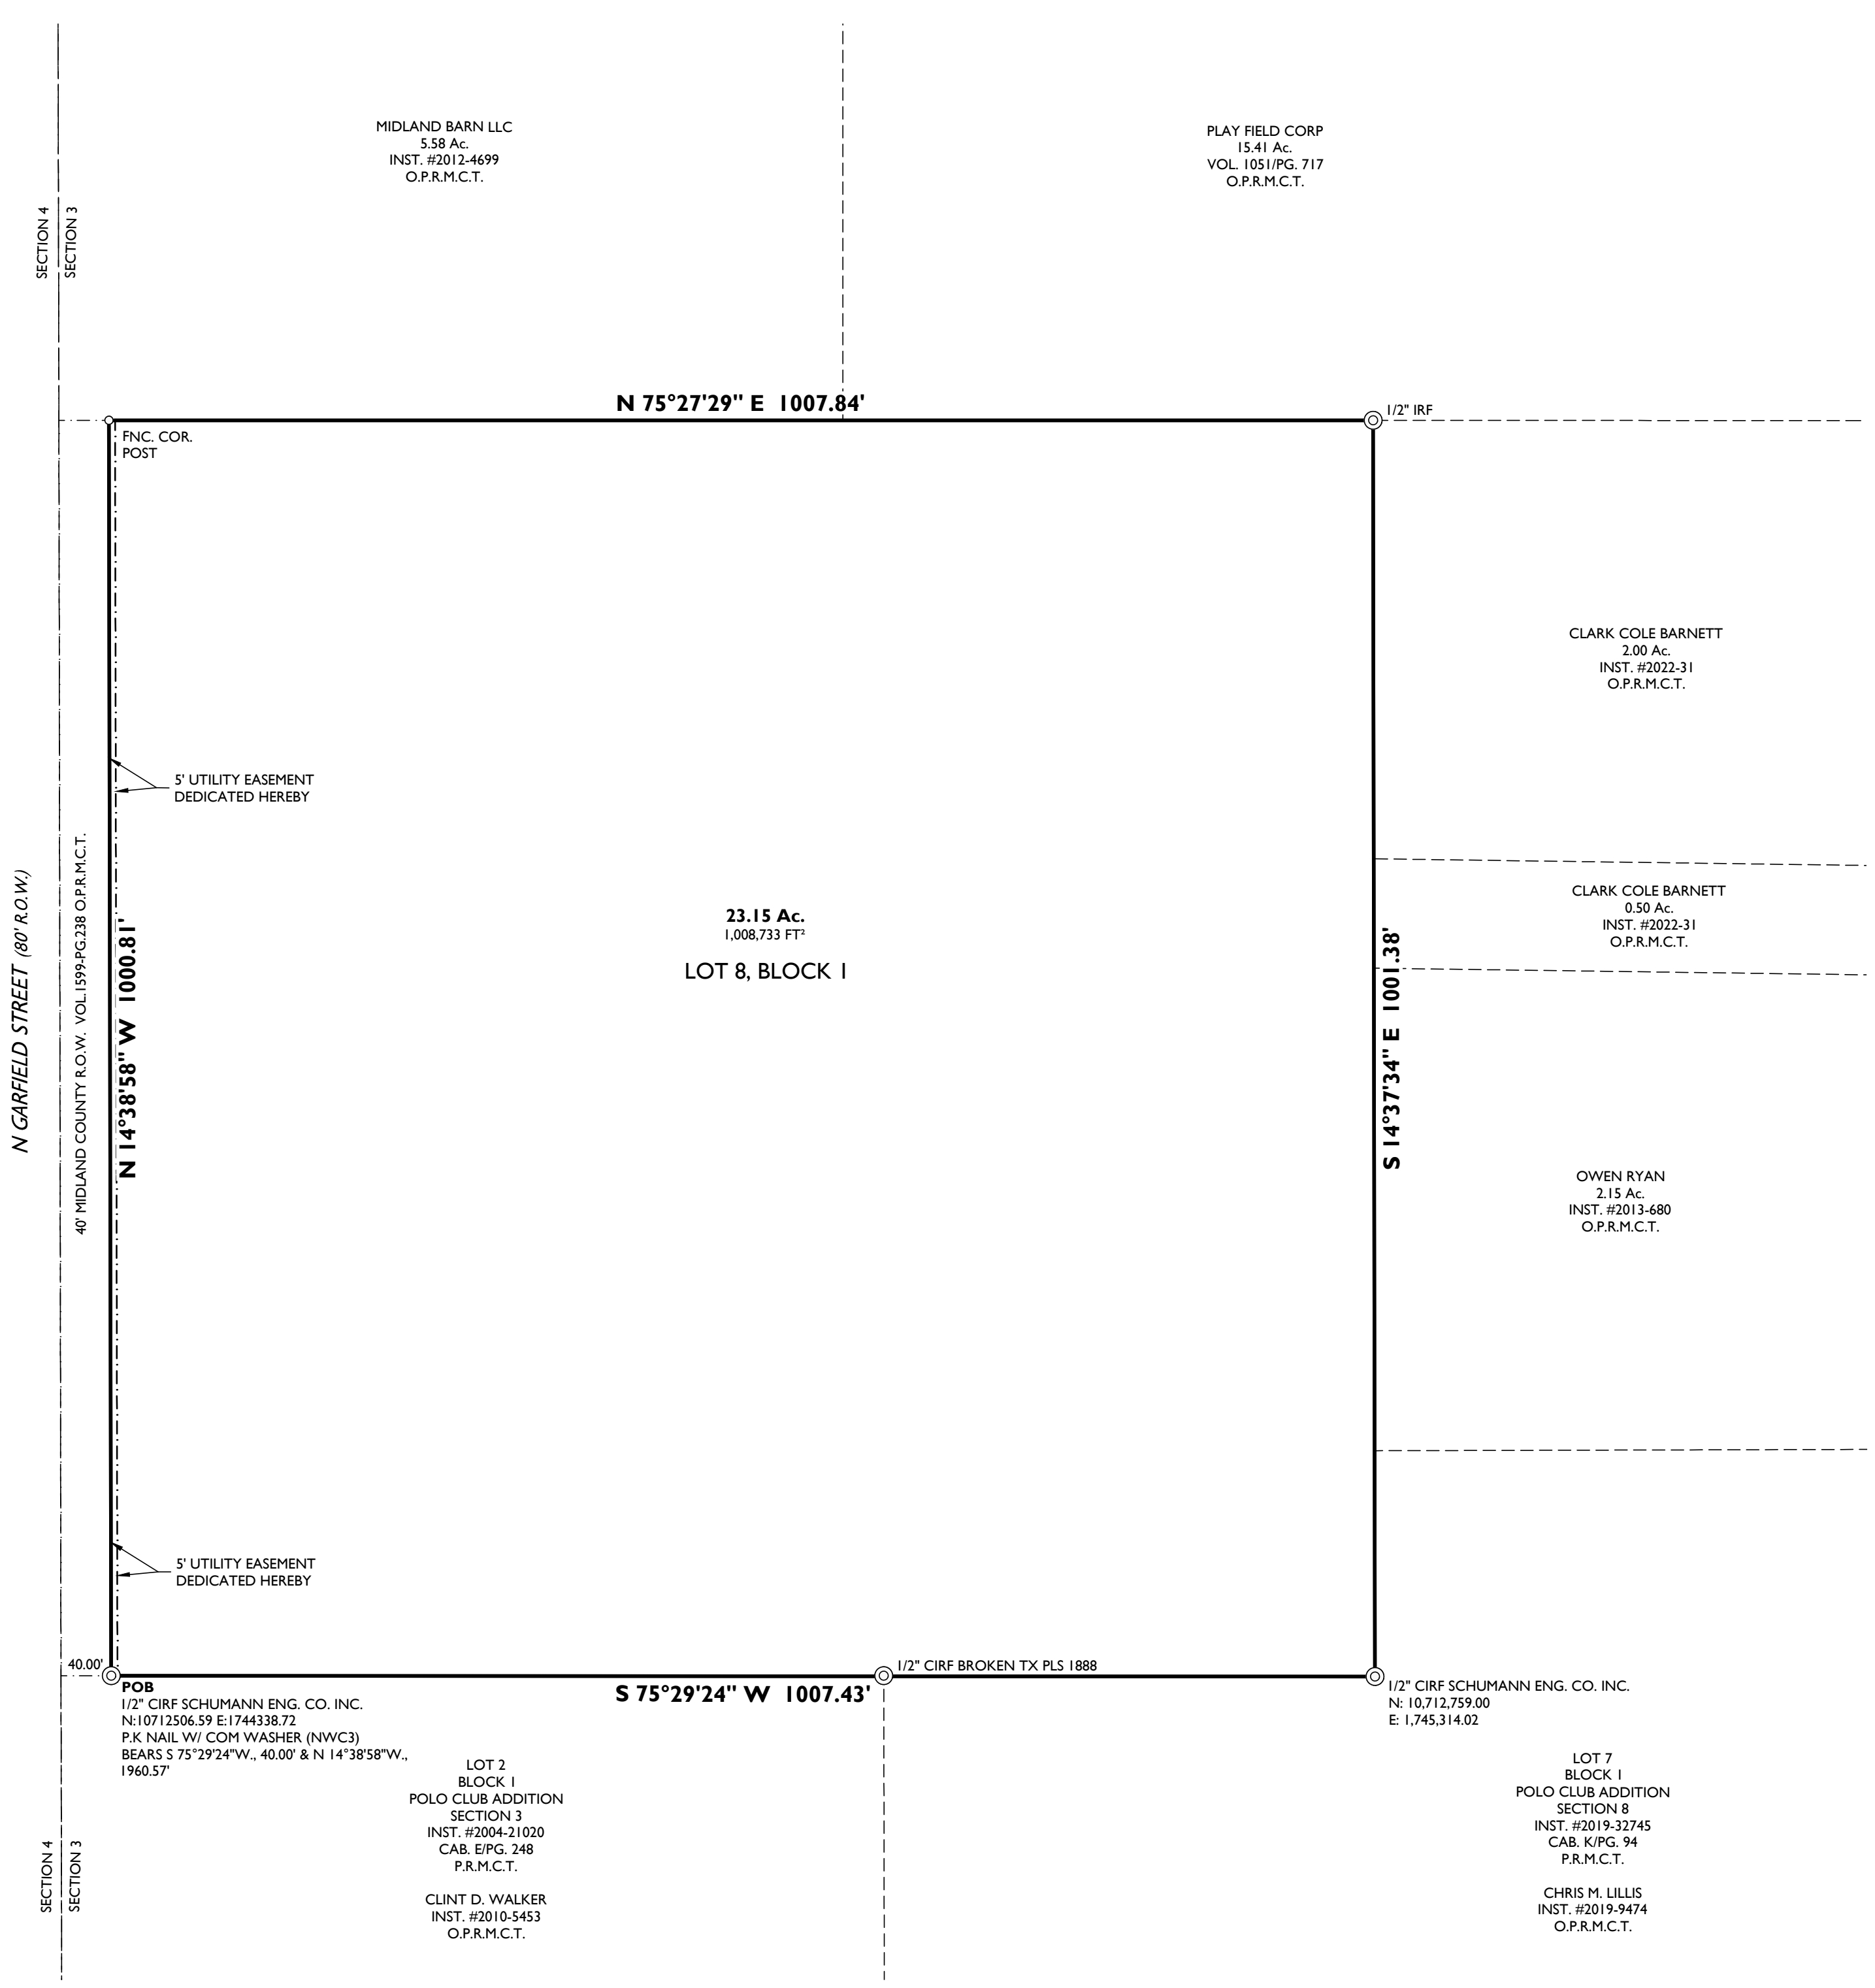 MIDLAND BARN LLC
5.58 Ac.
INST. #2012-4699
O.P.R.M.C.T.
PLAY FIELD CORP
15.41 Ac.
VOL. 1051/PG. 717
O.P.R.M.C.T.
SECTION 4
SECTION 3
N 75°27'29" E 1007.84'
1/2" IRF
FNC. COR.
POST
CLARK COLE BARNETT
2.00 Ac.
INST. #2022-31
O.P.R.M.C.T.
5' UTILITY EASEMENT
DEDICATED HEREBY
N GARFIELD STREET (80' R.O.W.)
40' MIDLAND COUNTY R.O.W. VOL.1599-PG.238 O.P.R.M.C.T.
N 14°38'58" W 1000.81'
23.15 Ac.
1,008,733 FT²
LOT 8, BLOCK 1
S 14°37'34" E 1001.38'
CLARK COLE BARNETT
0.50 Ac.
INST. #2022-31
O.P.R.M.C.T.
OWEN RYAN
2.15 Ac.
INST. #2013-680
O.P.R.M.C.T.
5' UTILITY EASEMENT
DEDICATED HEREBY
40.00'
1/2" CIRF BROKEN TX PLS 1888
S 75°29'24" W 1007.43'
POB
1/2" CIRF SCHUMANN ENG. CO. INC.
N:10712506.59 E:1744338.72
P.K NAIL W/ COM WASHER (NWC3)
BEARS S 75°29'24"W., 40.00' & N 14°38'58"W.,
1960.57'
1/2" CIRF SCHUMANN ENG. CO. INC.
N: 10,712,759.00
E: 1,745,314.02
LOT 2
BLOCK 1
POLO CLUB ADDITION
SECTION 3
INST. #2004-21020
CAB. E/PG. 248
P.R.M.C.T.
CLINT D. WALKER
INST. #2010-5453
O.P.R.M.C.T.
LOT 7
BLOCK 1
POLO CLUB ADDITION
SECTION 8
INST. #2019-32745
CAB. K/PG. 94
P.R.M.C.T.
CHRIS M. LILLIS
INST. #2019-9474
O.P.R.M.C.T.
SECTION 4
SECTION 3